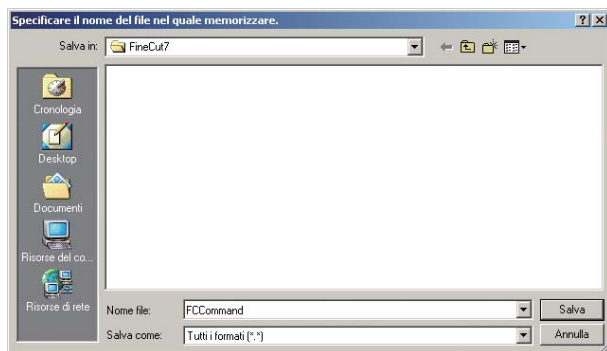 Specificare il nome del file nel quale memorizzare.
Salva in: FineCut7
Cronologia
Desktop
Documenti
Risorse del co...
Risorse di rete
Nome file: FCCommand Salva
Salva come: Tutti i formati (*.*) Annulla